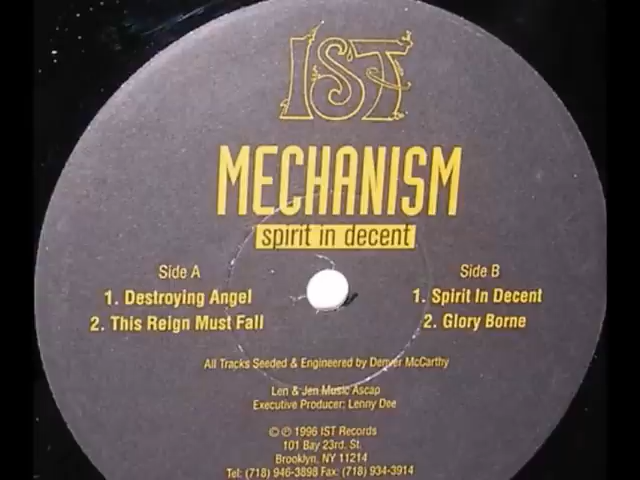 IST
MECHANISM
spirit in decent
Side A
1. Destroying Angel
2. This Reign Must Fall
Side B
1. Spirit In Decent
2. Glory Borne
All Tracks Seeded & Engineered by Denver McCarthy
Len & Jen Music Ascap
Executive Producer: Lenny Dee
© ℗ 1996 IST Records
101 Bay 23rd. St.
Brooklyn, NY 11214
Tel: (718) 946-3898 Fax: (718) 934-3914